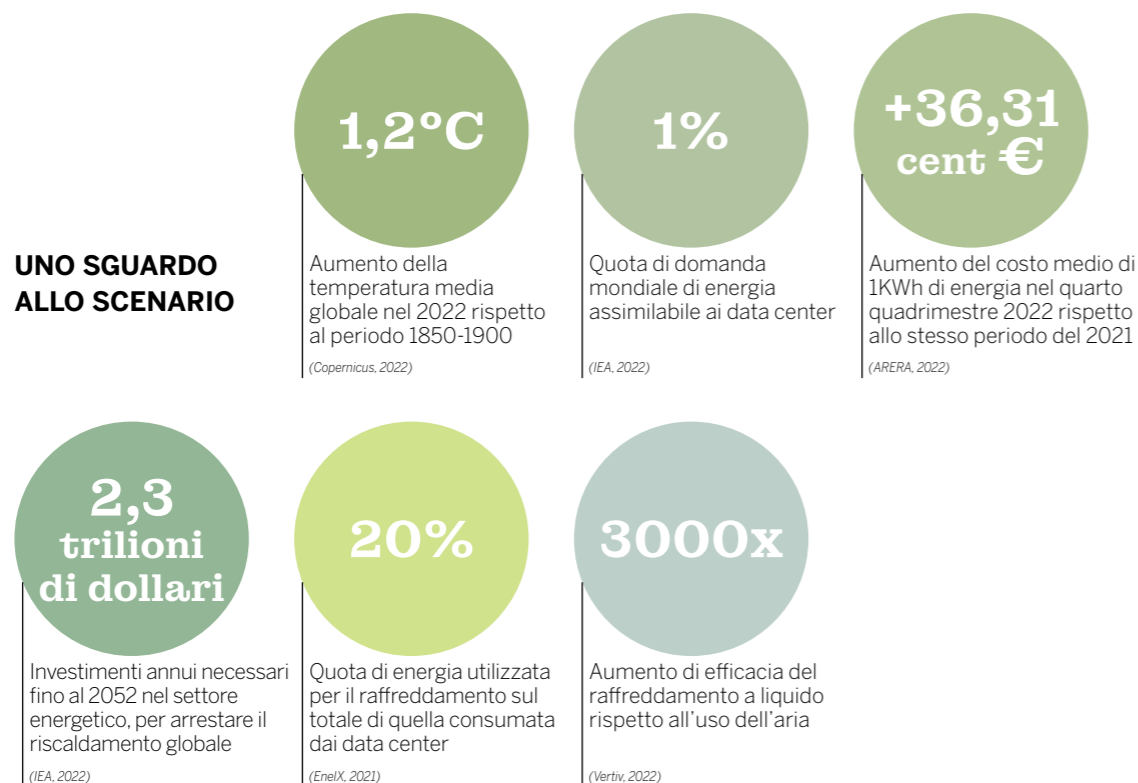 UNO SGUARDO
ALLO SCENARIO
1,2°C
Aumento della
temperatura media
globale nel 2022 rispetto
al periodo 1850-1900
(Copernicus, 2022)
1%
Quota di domanda
mondiale di energia
assimilabile ai data center
(IEA, 2022)
+36,31
cent €
Aumento del costo medio di
1KWh di energia nel quarto
quadrimestre 2022 rispetto
allo stesso periodo del 2021
(ARERA, 2022)
2,3
trilioni
di dollari
Investimenti annui necessari
fino al 2052 nel settore
energetico, per arrestare il
riscaldamento globale
(IEA, 2022)
20%
Quota di energia utilizzata
per il raffreddamento sul
totale di quella consumata
dai data center
(EnelX, 2021)
3000x
Aumento di efficacia del
raffreddamento a liquido
rispetto all'uso dell'aria
(Vertiv, 2022)